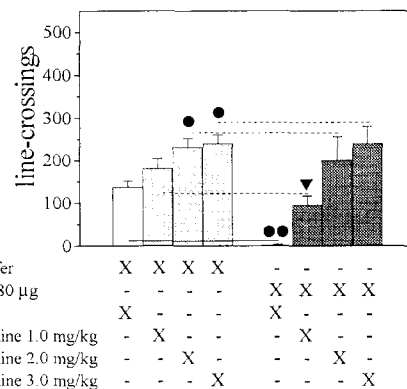 500
400
300
200
100
0
line-crossings
fer X X X X - - - -
80 µg - - - - X X X X
X - - - X - - -
ine 1.0 mg/kg - X - - - X - -
ine 2.0 mg/kg - - X - - - X -
ine 3.0 mg/kg - - - X - - - X